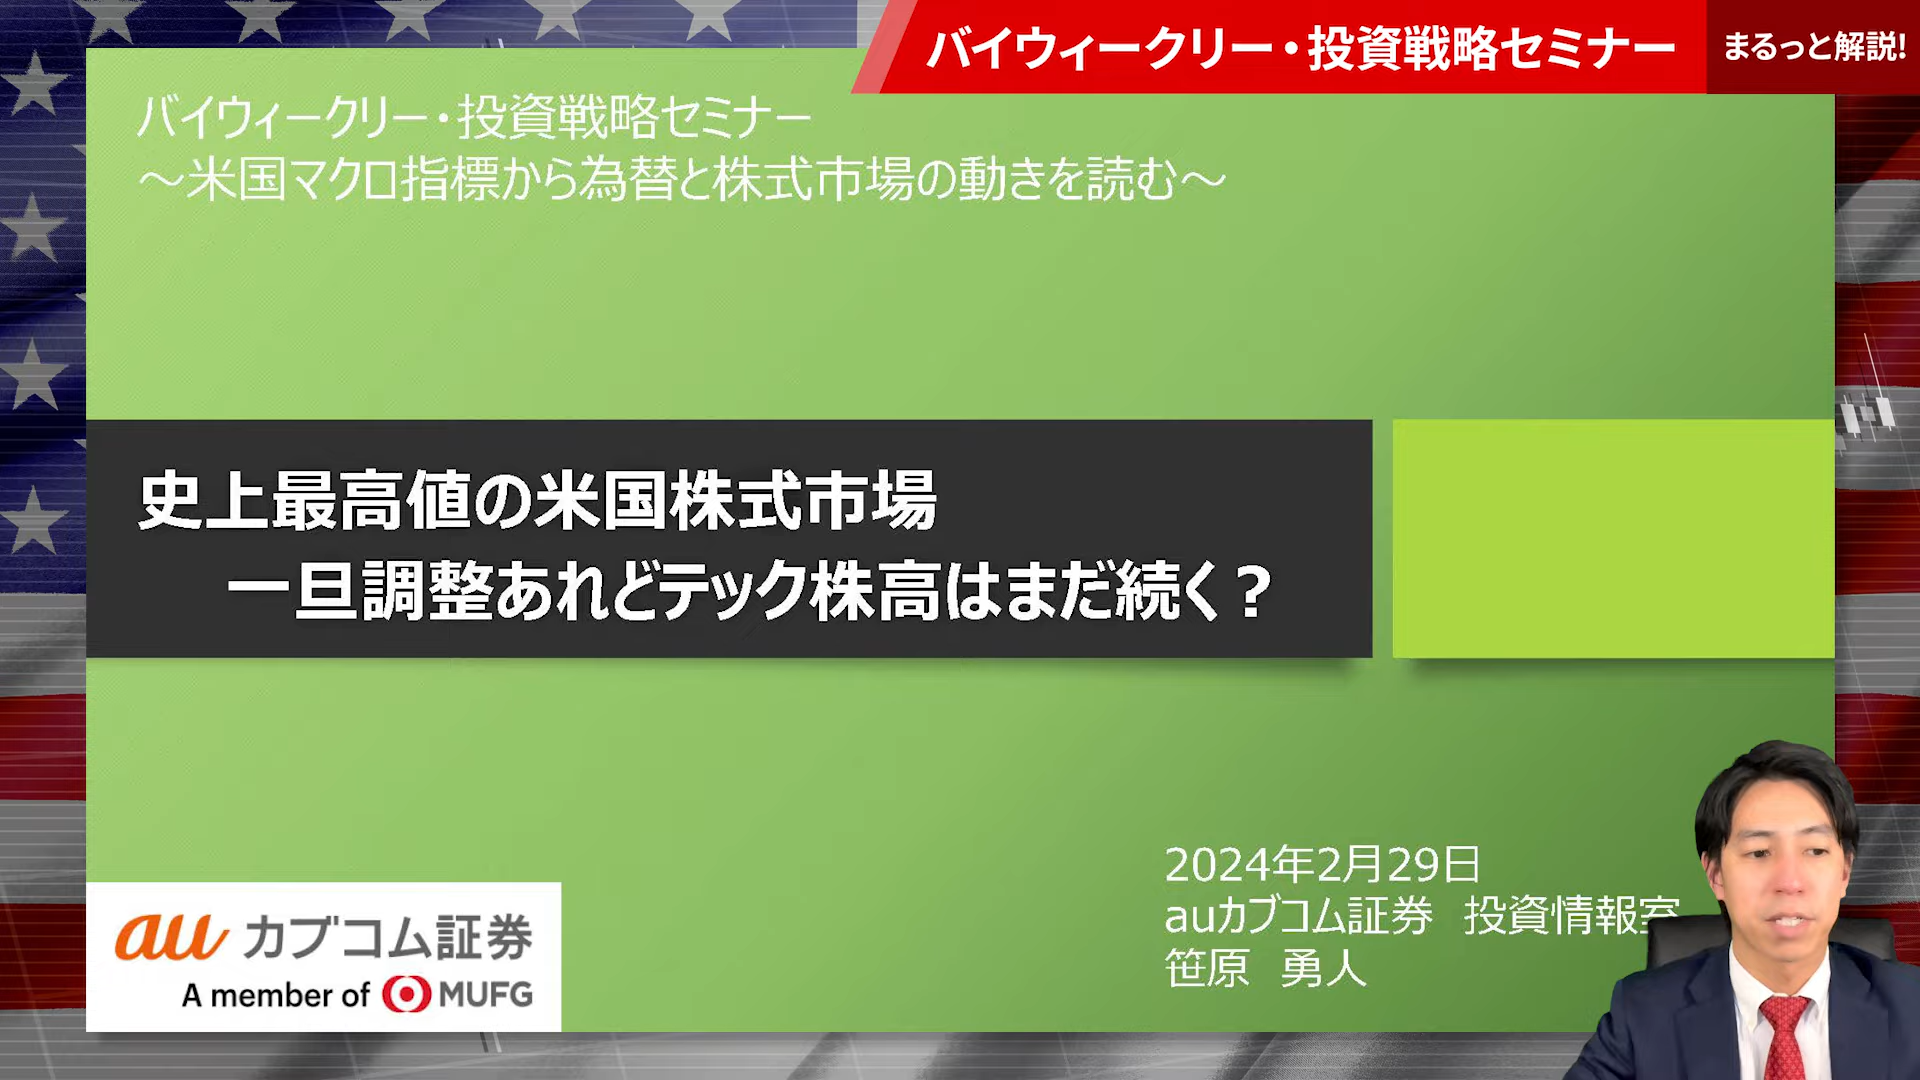 バイウィークリー・投資戦略セミナー まるっと解説!
バイウィークリー・投資戦略セミナー
～米国マクロ指標から為替と株式市場の動きを読む～
史上最高値の米国株式市場
一旦調整あれどテック株高はまだ続く？
2024年2月29日
auカブコム証券 投資情報室
笹原 勇人
au カブコム証券
A member of MUFG